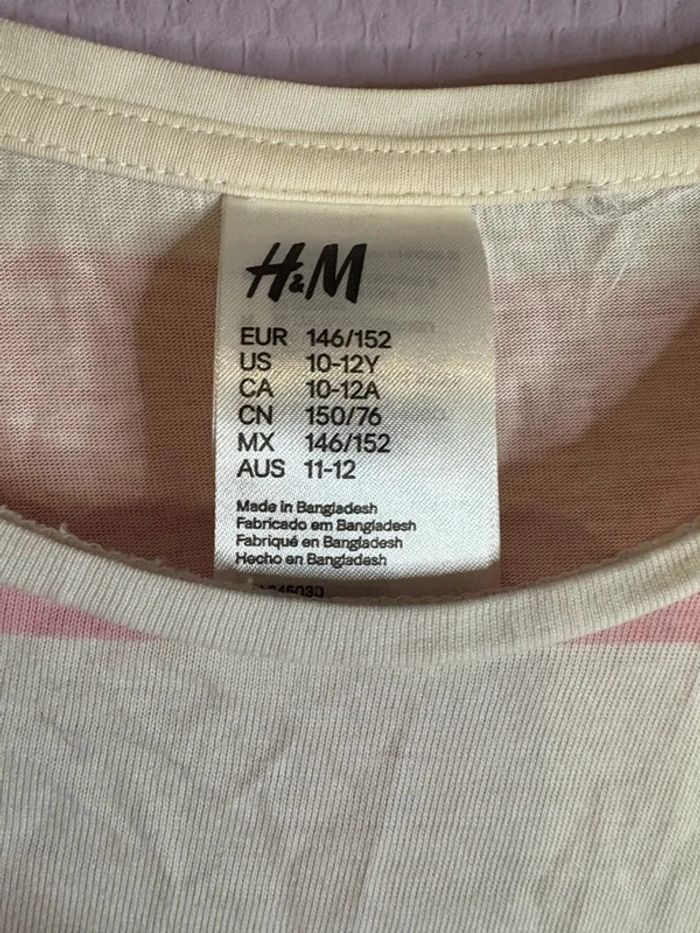 H&M
EUR 146/152
US 10-12Y
CA 10-12A
CN 150/76
MX 146/152
AUS 11-12
Made in Bangladesh
Fabricado em Bangladesh
Fabriqué en Bangladesh
Hecho en Bangladesh